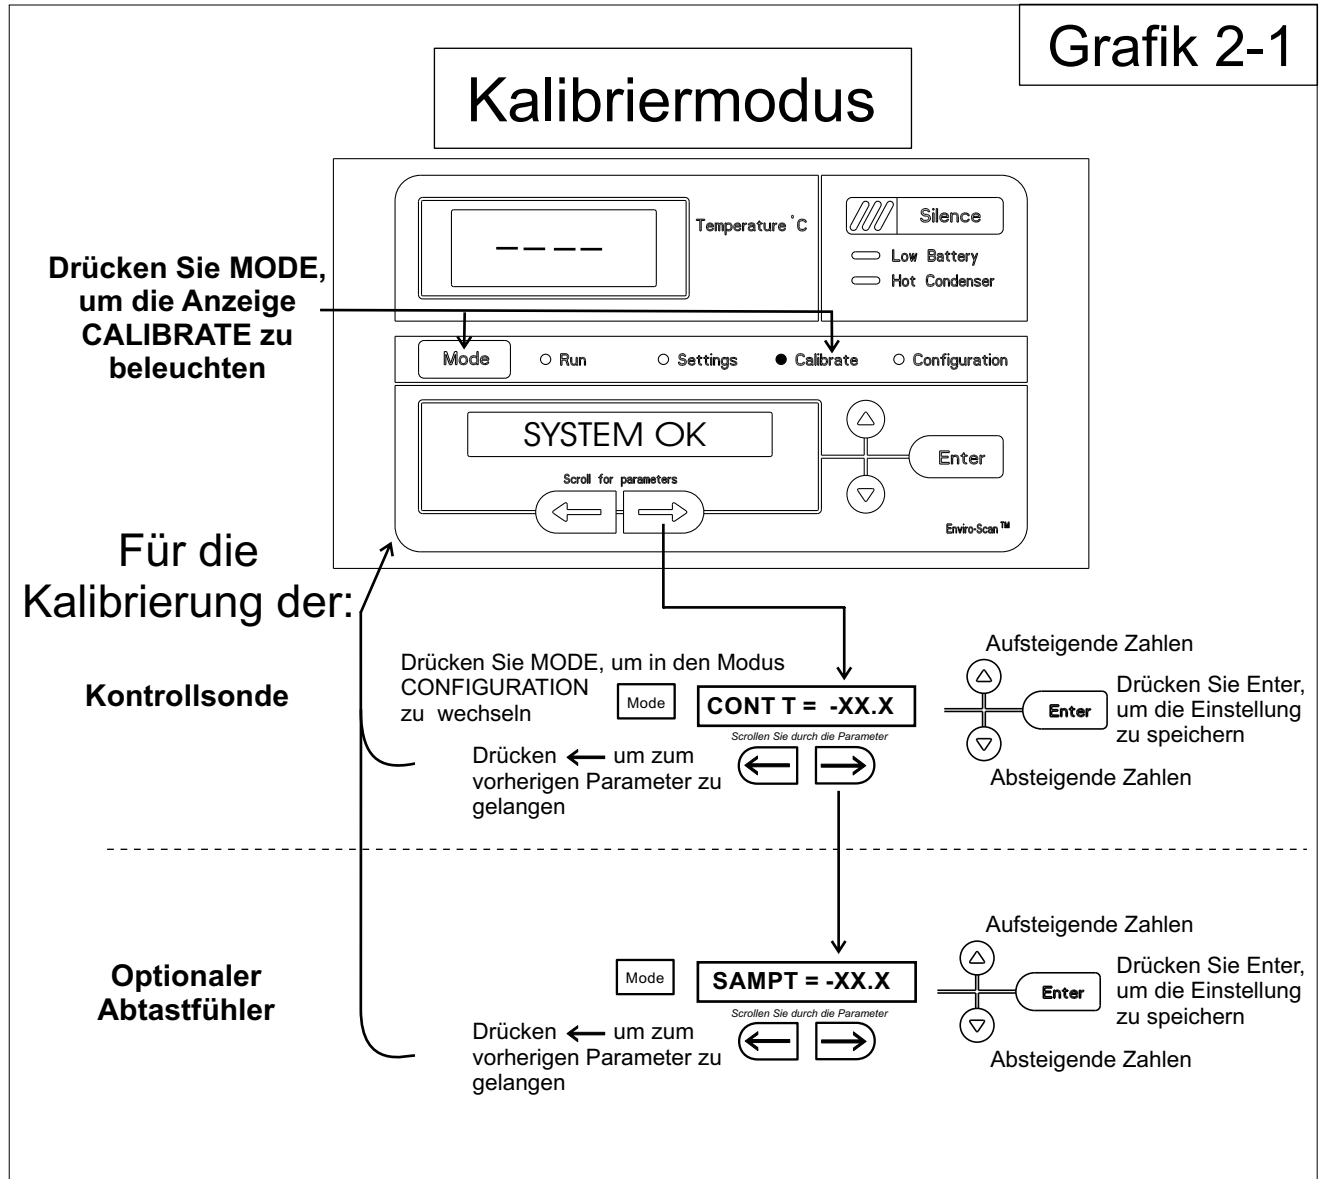 Grafik 2-1
Kalibriermodus
Temperature °C
Silence
Low Battery
Hot Condenser
Drücken Sie MODE,
um die Anzeige
CALIBRATE zu
beleuchten
Mode
Run
Settings
Calibrate
Configuration
SYSTEM OK
Scroll for parameters
Enter
Enviro-Scan TM
Für die
Kalibrierung der:
Kontrollsonde
Drücken Sie MODE, um in den Modus
CONFIGURATION
zu wechseln
Mode
CONT T = -XX.X
Scrollen Sie durch die Parameter
Drücken ← um zum
vorherigen Parameter zu
gelangen
Aufsteigende Zahlen
Enter
Drücken Sie Enter,
um die Einstellung
zu speichern
Absteigende Zahlen
Optionaler
Abtastfühler
Mode
SAMPT = -XX.X
Scrollen Sie durch die Parameter
Drücken ← um zum
vorherigen Parameter zu
gelangen
Aufsteigende Zahlen
Enter
Drücken Sie Enter,
um die Einstellung
zu speichern
Absteigende Zahlen